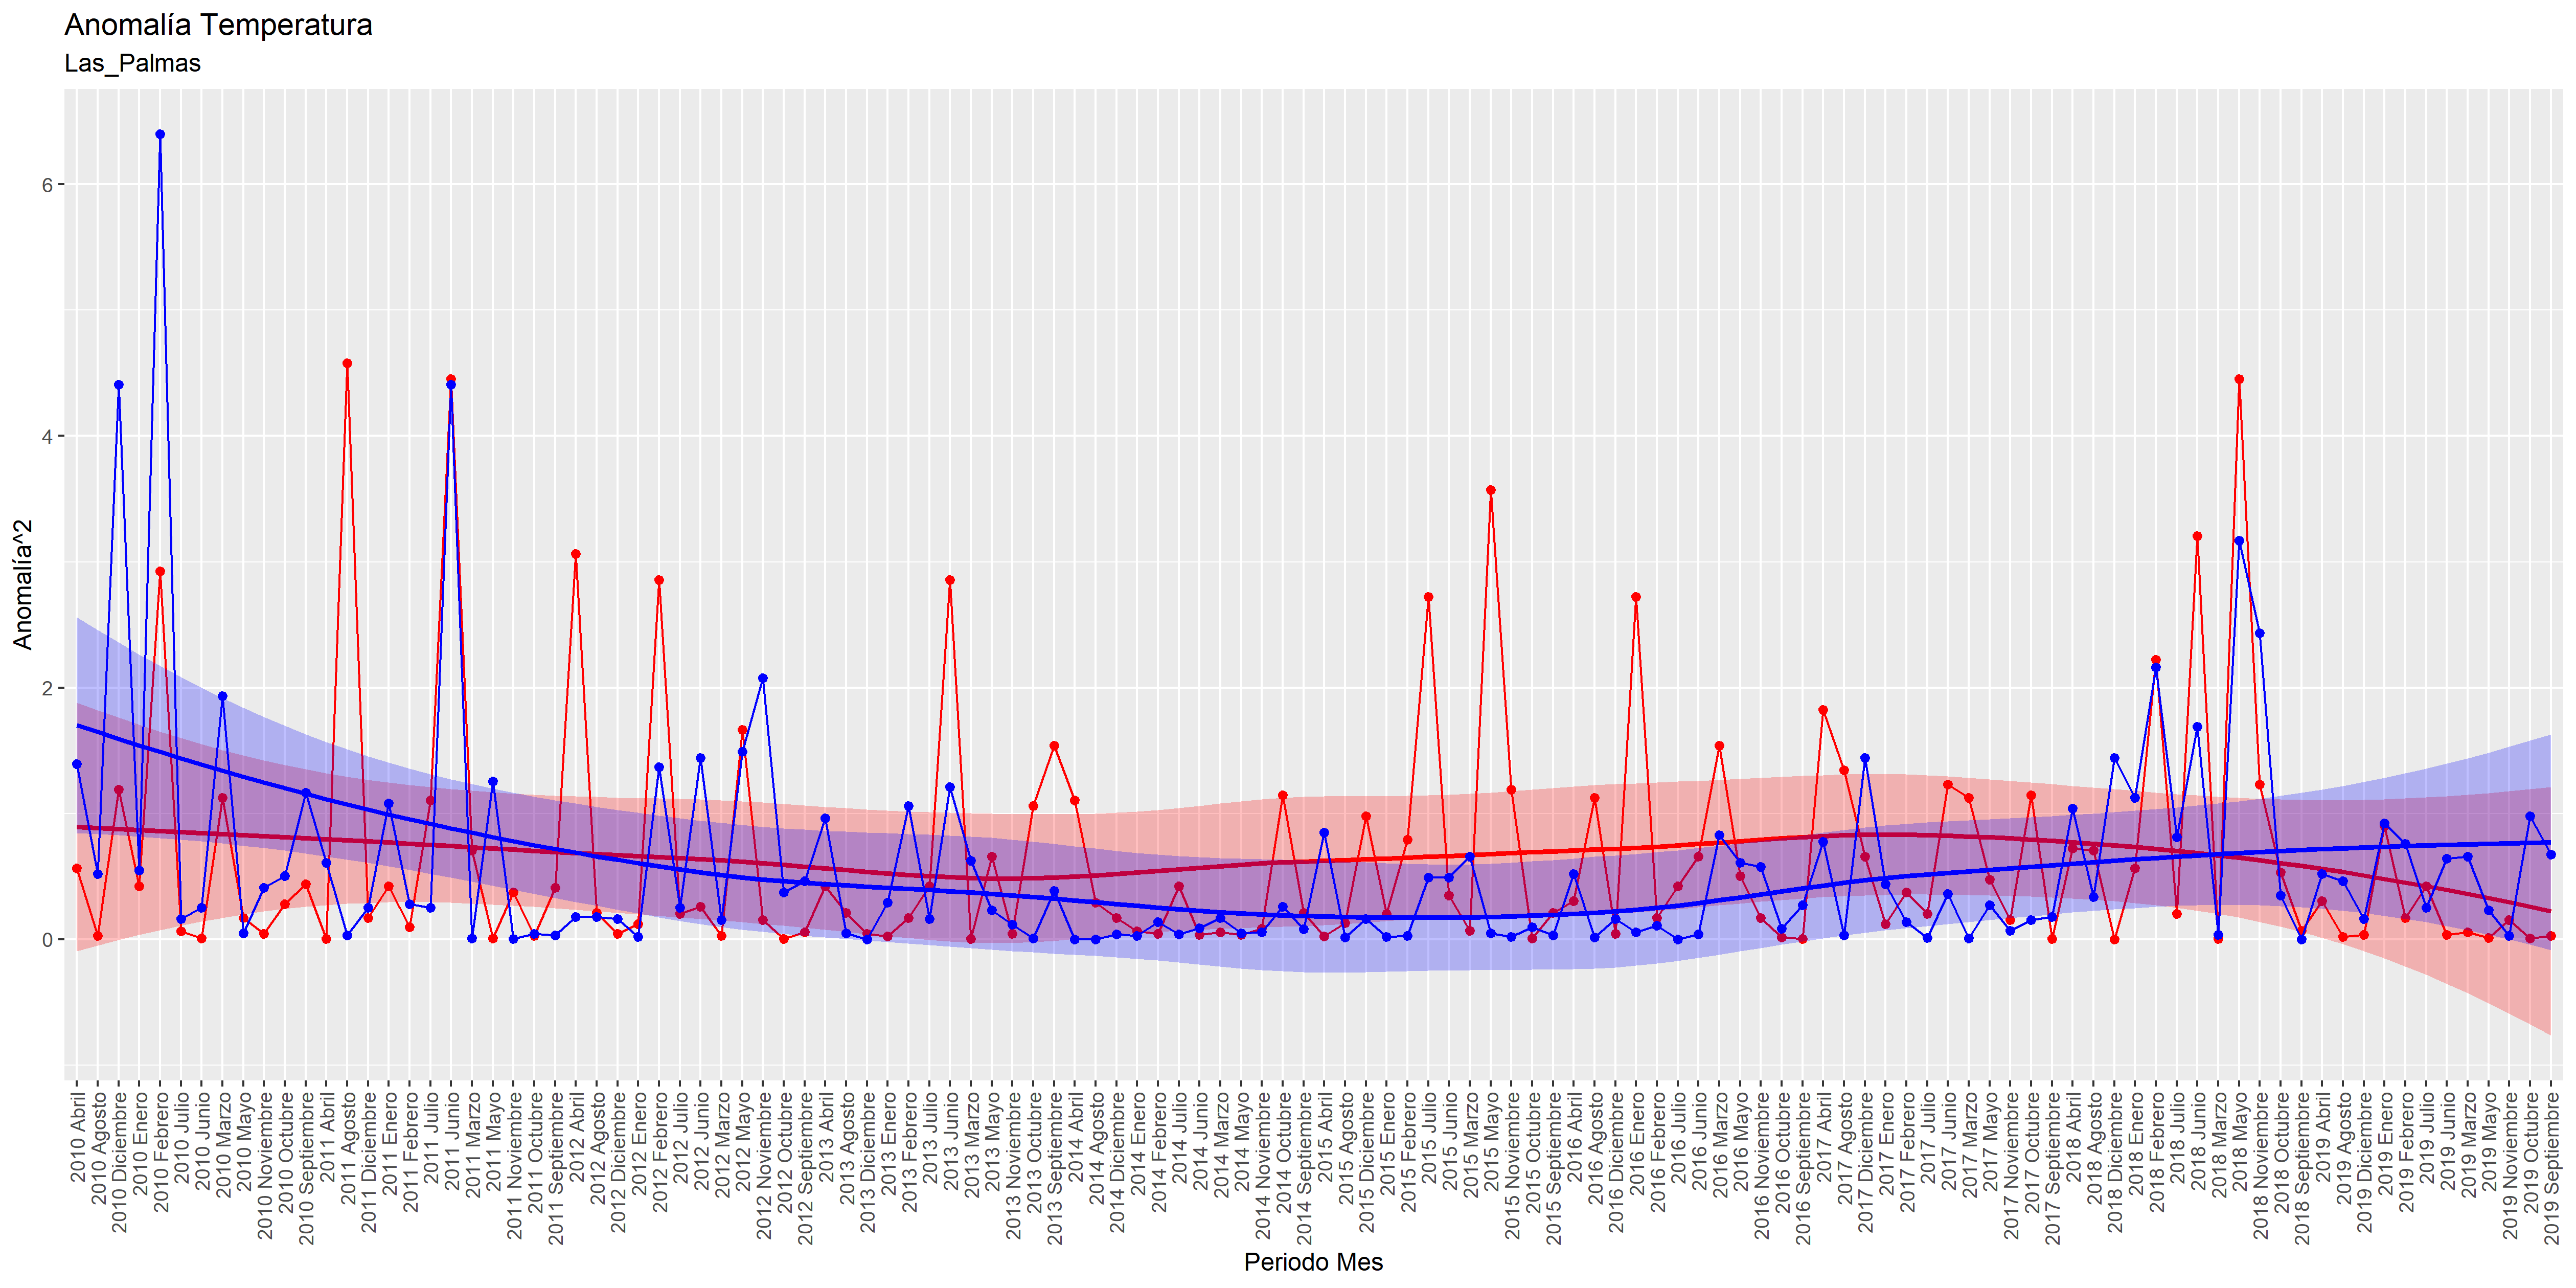 Anomalía Temperatura
Las_Palmas
Anomalía^2
6
4
2
0
2010 Abril
2010 Agosto
2010 Diciembre
2010 Enero
2010 Febrero
2010 Julio
2010 Junio
2010 Marzo
2010 Mayo
2010 Noviembre
2010 Octubre
2010 Septiembre
2011 Abril
2011 Agosto
2011 Diciembre
2011 Enero
2011 Febrero
2011 Julio
2011 Junio
2011 Marzo
2011 Mayo
2011 Noviembre
2011 Octubre
2011 Septiembre
2012 Abril
2012 Agosto
2012 Diciembre
2012 Enero
2012 Febrero
2012 Julio
2012 Junio
2012 Marzo
2012 Mayo
2012 Noviembre
2012 Octubre
2012 Septiembre
2013 Abril
2013 Agosto
2013 Diciembre
2013 Enero
2013 Febrero
2013 Julio
2013 Junio
2013 Marzo
2013 Mayo
2013 Noviembre
2013 Octubre
2013 Septiembre
2014 Abril
2014 Agosto
2014 Diciembre
2014 Enero
2014 Febrero
2014 Julio
2014 Junio
2014 Marzo
2014 Mayo
2014 Noviembre
2014 Octubre
2014 Septiembre
2015 Abril
2015 Agosto
2015 Diciembre
2015 Enero
2015 Febrero
2015 Julio
2015 Junio
2015 Marzo
2015 Mayo
2015 Noviembre
2015 Octubre
2015 Septiembre
2016 Abril
2016 Agosto
2016 Diciembre
2016 Enero
2016 Febrero
2016 Julio
2016 Junio
2016 Marzo
2016 Mayo
2016 Noviembre
2016 Octubre
2016 Septiembre
2017 Abril
2017 Agosto
2017 Diciembre
2017 Enero
2017 Febrero
2017 Julio
2017 Junio
2017 Marzo
2017 Mayo
2017 Noviembre
2017 Octubre
2017 Septiembre
2018 Abril
2018 Agosto
2018 Diciembre
2018 Enero
2018 Febrero
2018 Julio
2018 Junio
2018 Marzo
2018 Mayo
2018 Noviembre
2018 Octubre
2018 Septiembre
2019 Abril
2019 Agosto
2019 Diciembre
2019 Enero
2019 Febrero
2019 Julio
2019 Junio
2019 Marzo
2019 Mayo
2019 Noviembre
2019 Octubre
2019 Septiembre
Periodo Mes